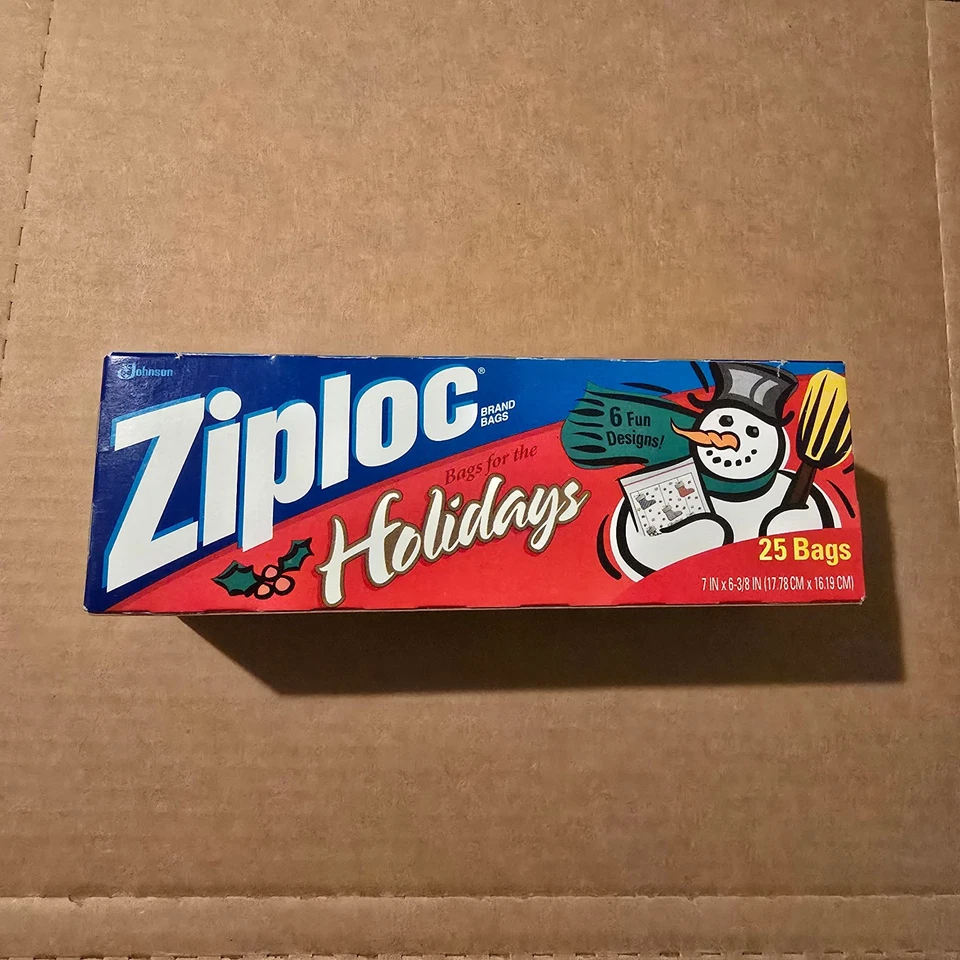 Johnson
Ziploc®
BRAND
BAGS
Bags for the
Holidays
6 Fun
Designs!
25 Bags
7 IN x 6-3/8 IN (17.78 CM x 16.19 CM)